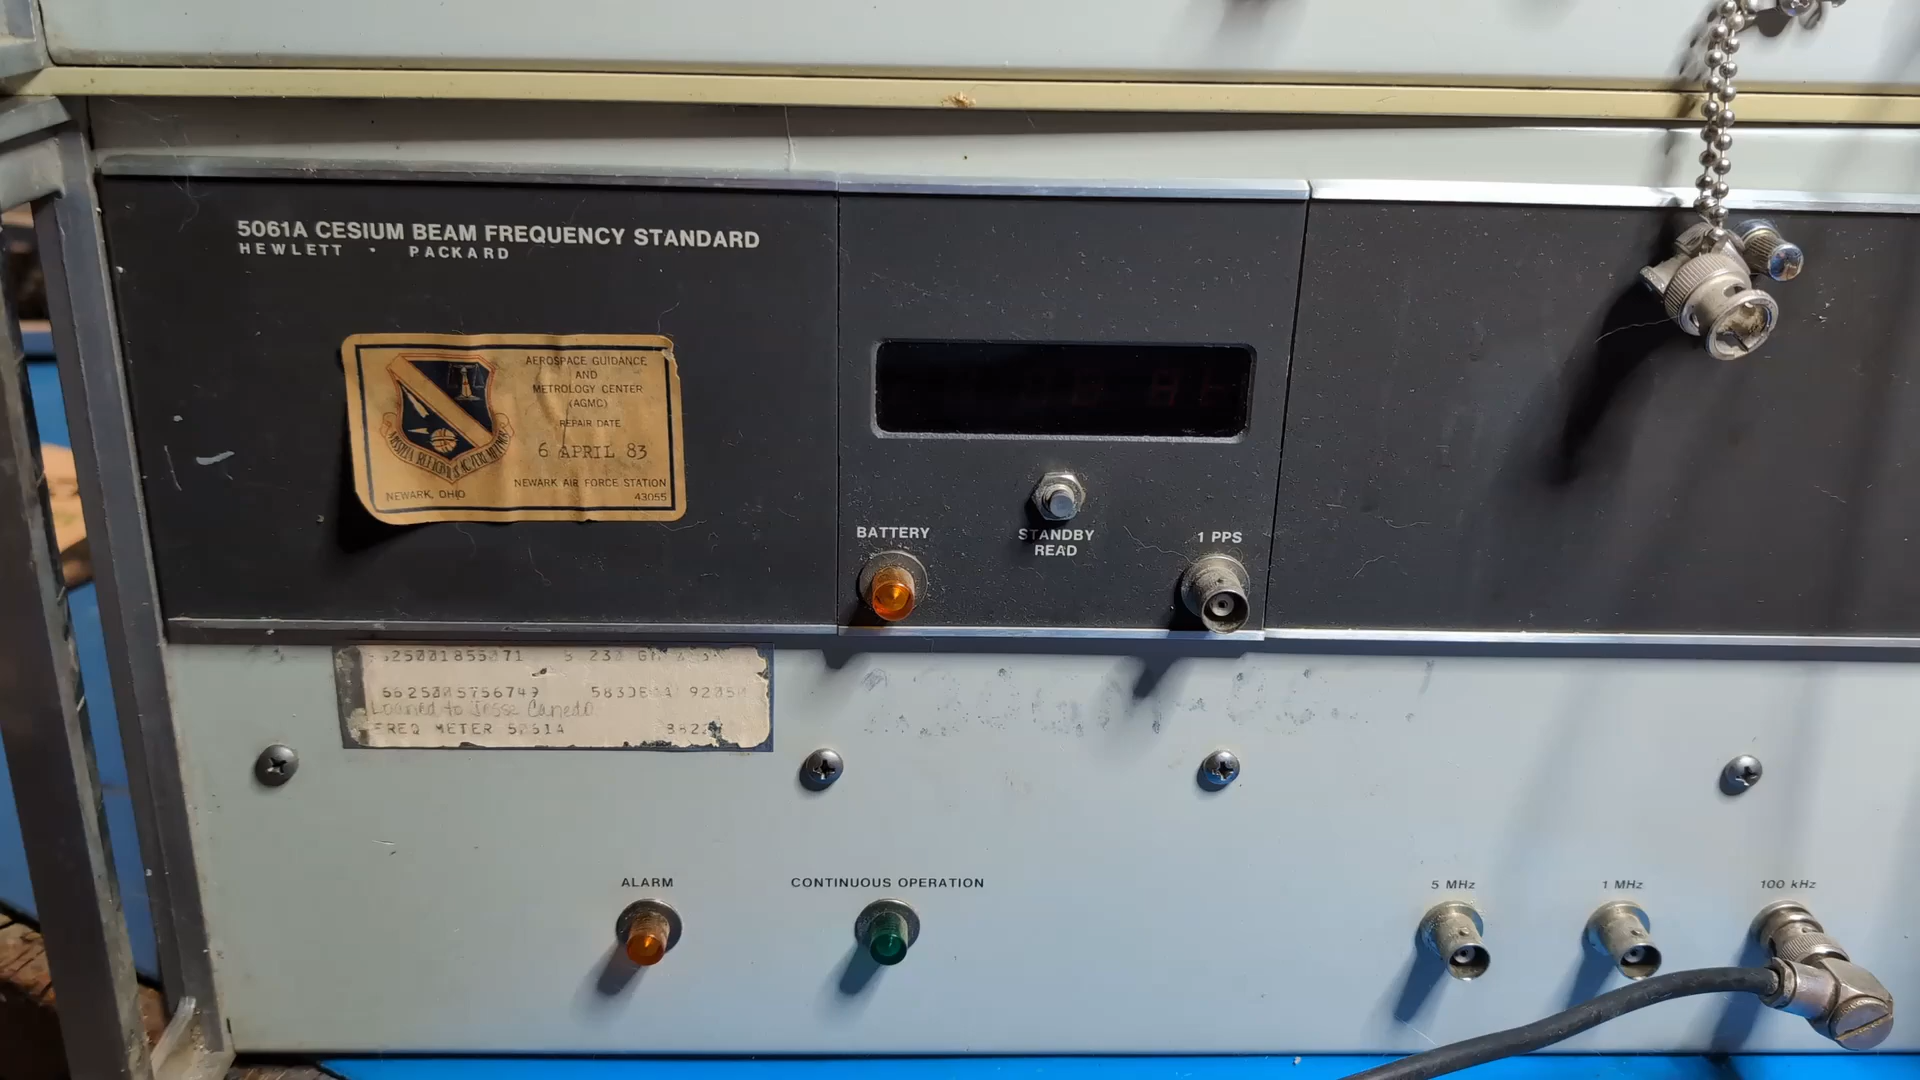 5061A CESIUM BEAM FREQUENCY STANDARD
HEWLETT · PACKARD
AEROSPACE GUIDANCE
AND
METROLOGY CENTER
(AGMC)
REPAIR DATE
6 APRIL 83
NEWARK, OHIO
NEWARK AIR FORCE STATION
43055
BATTERY
STANDBY
READ
1 PPS
230
Loaned to Jesse Canedo
FREQ METER 5061A
ALARM
CONTINUOUS OPERATION
5 MHz
1 MHz
100 kHz